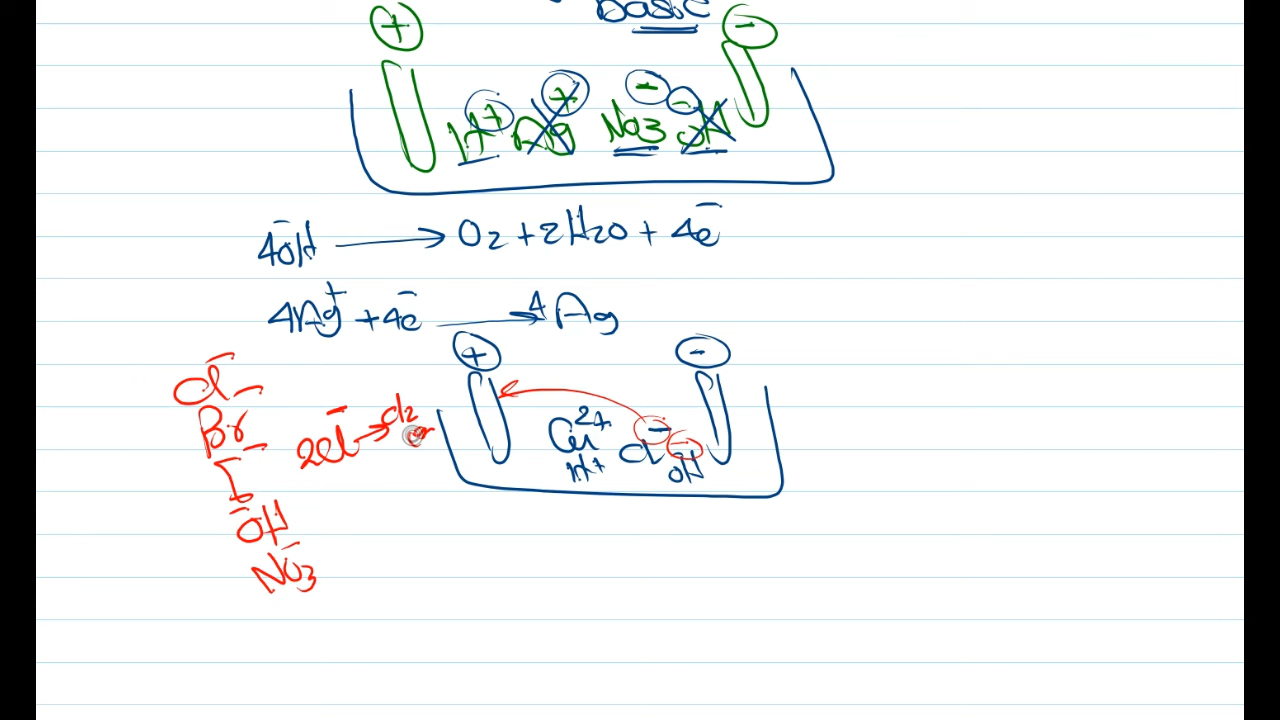 basic
+ -
H⁺ Ag⁺ No3⁻ OH⁻
4OH⁻ → O2 + 2H2O + 4e⁻
4Ag⁺ + 4e⁻ → 4Ag
+ -
Cl⁻
Br⁻
I⁻
OH⁻
NO3⁻
2Cl⁻ → Cl2
Cu²⁺ Cl⁻
H⁺ OH⁻